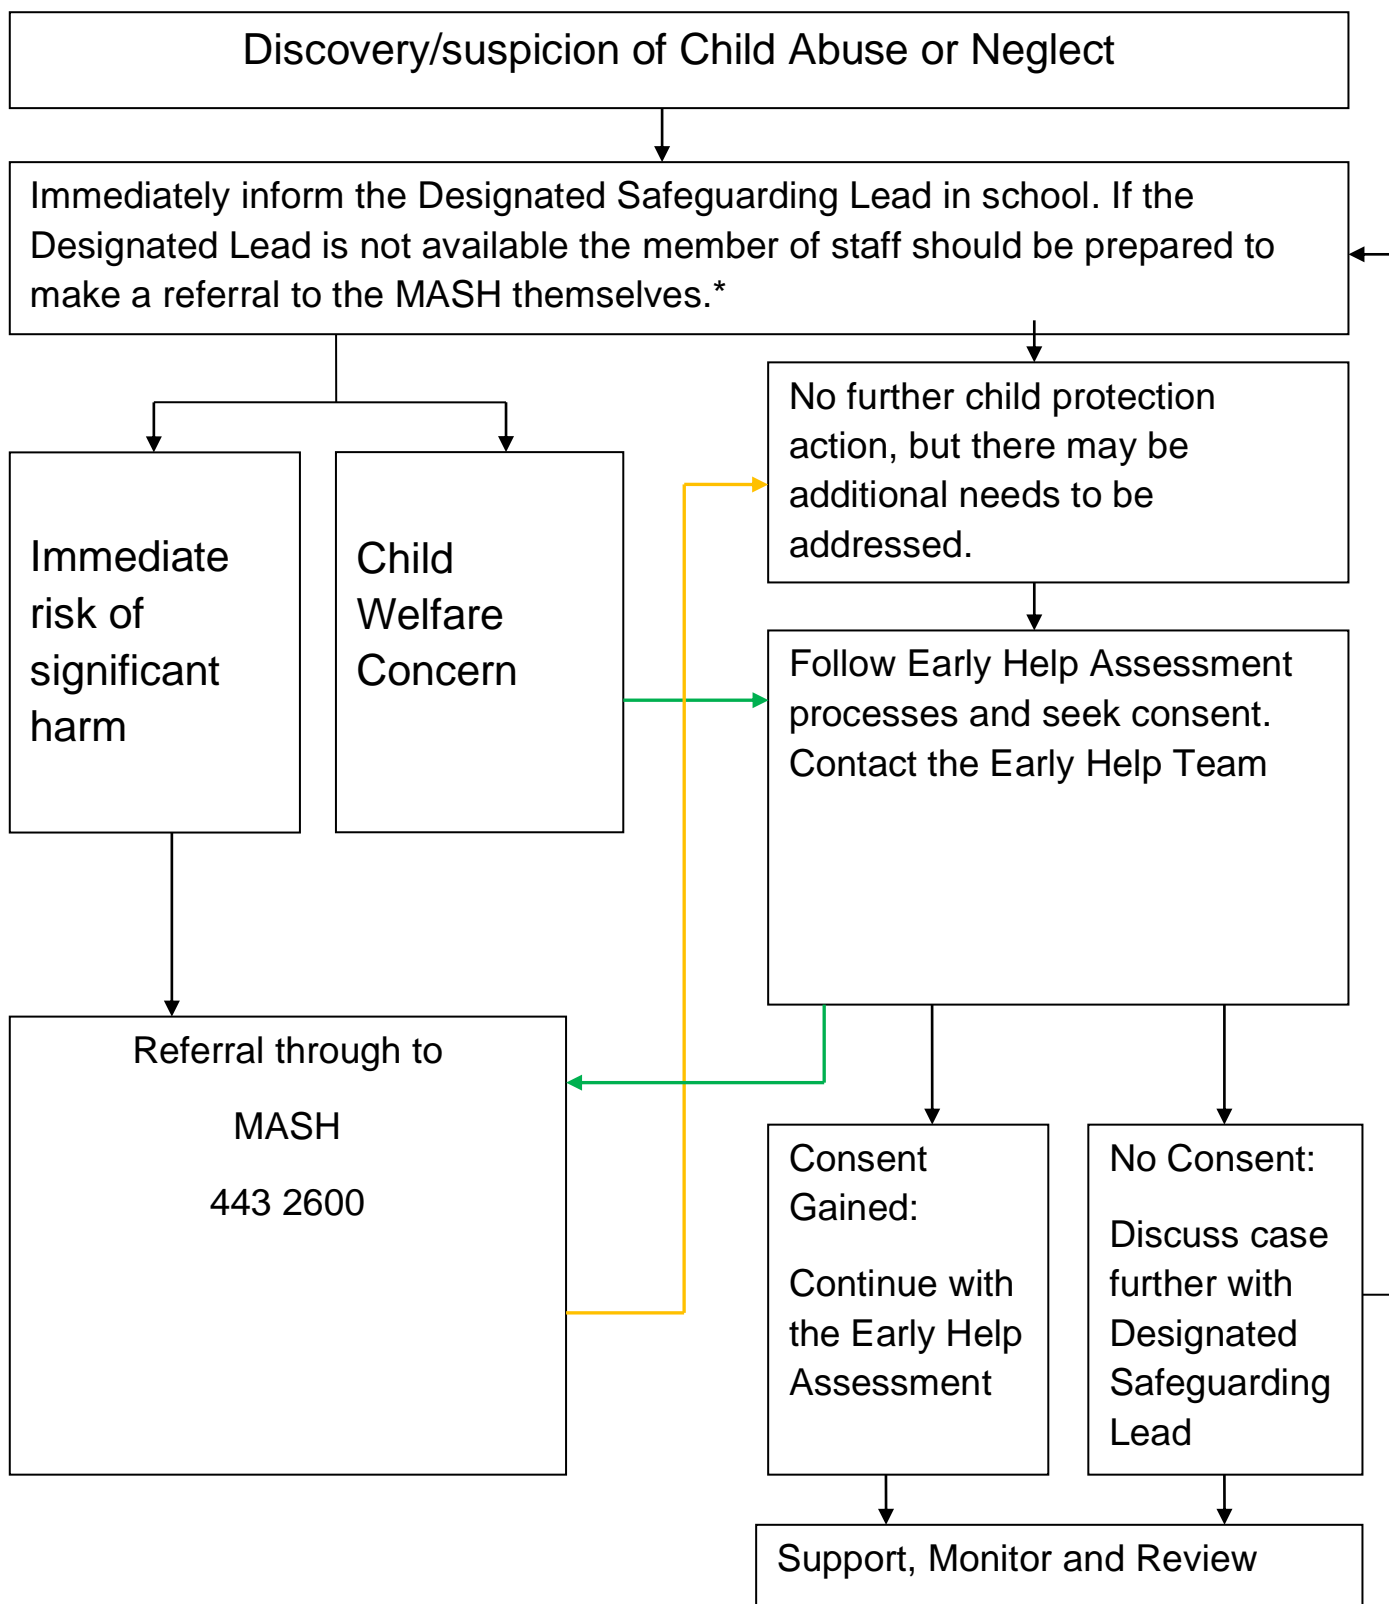 Discovery/suspicion of Child Abuse or Neglect
Immediately inform the Designated Safeguarding Lead in school. If the
Designated Lead is not available the member of staff should be prepared to
make a referral to the MASH themselves.*
No further child protection
action, but there may be
additional needs to be
addressed.
Immediate
risk of
significant
harm
Child
Welfare
Concern
Follow Early Help Assessment
processes and seek consent.
Contact the Early Help Team
Referral through to
MASH
443 2600
Consent
Gained:
Continue with
the Early Help
Assessment
No Consent:
Discuss case
further with
Designated
Safeguarding
Lead
Support, Monitor and Review